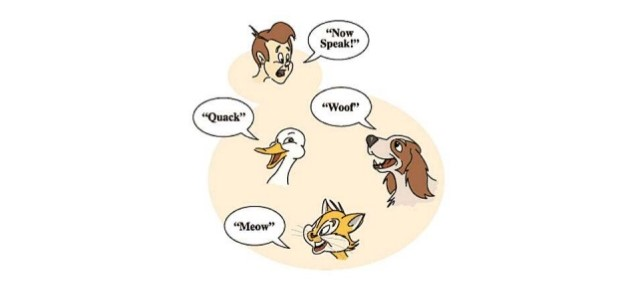 “Now
Speak!”
“Woof”
“Quack”
“Meow”